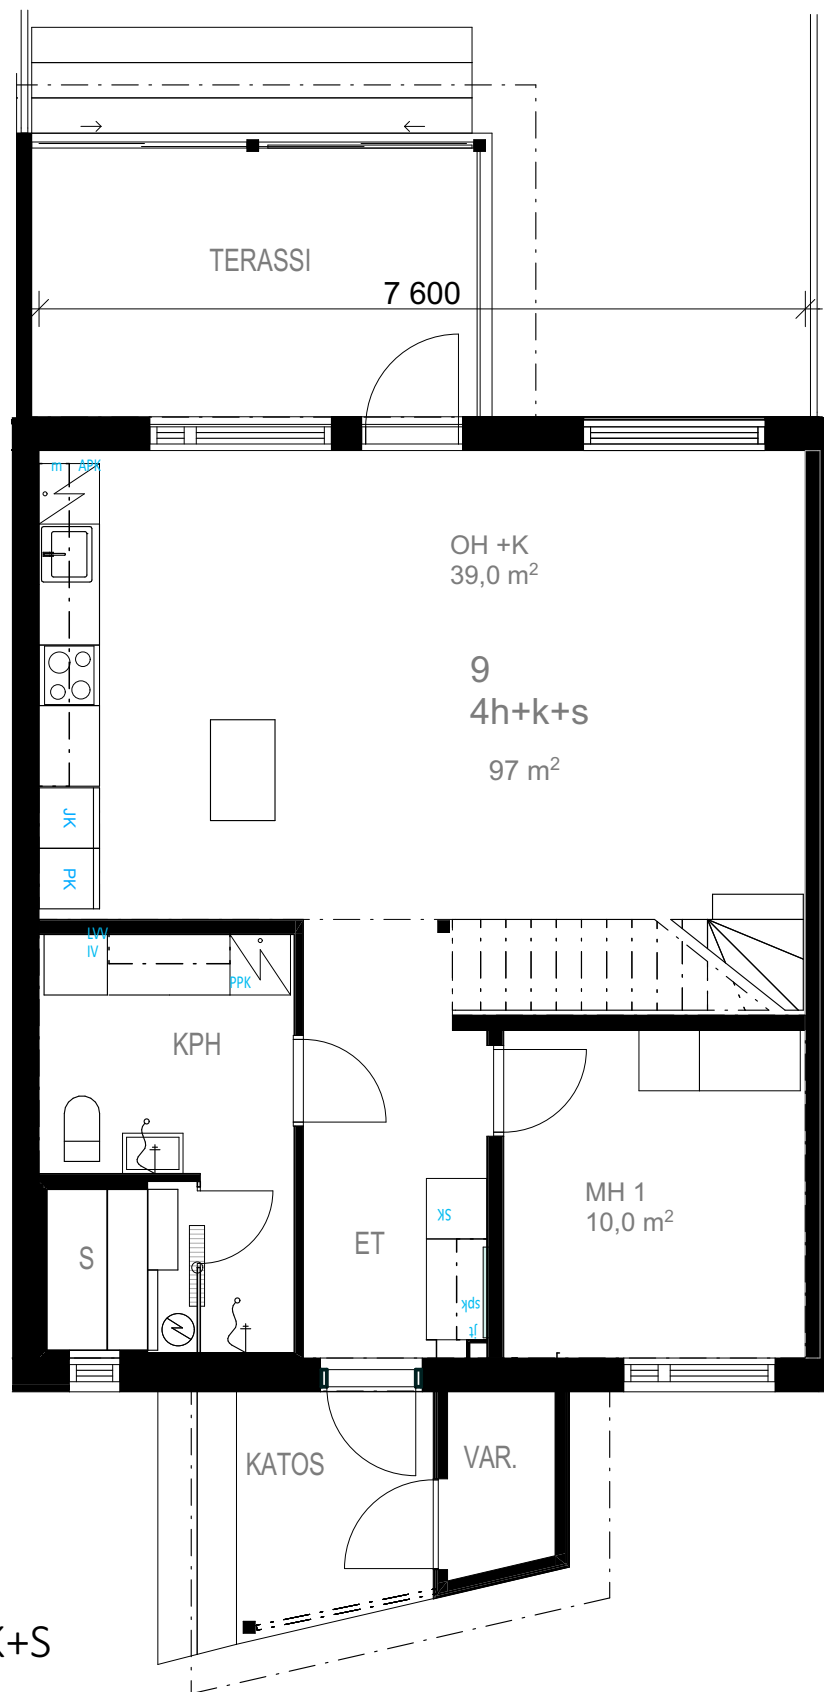 TERASSI
7 600
m APK
OH +K
39,0 m²
9
4h+k+s
97 m²
JK
PK
LVV
IV
PPK
KPH
MH 1
10,0 m²
SK
ET
S
spk
jt
KATOS
VAR.
K+S